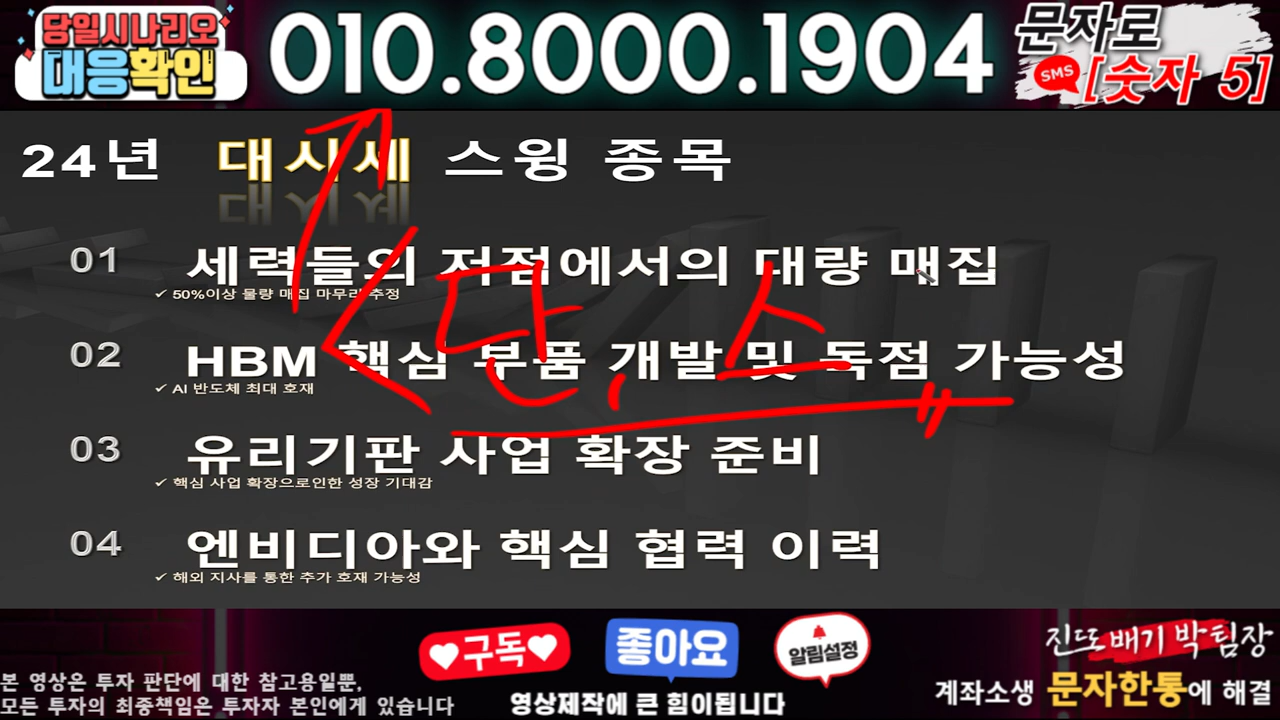 당일시나리오
대응확인
010.8000.1904
문자로
SMS [숫자 5]
24년 대시세 스윙 종목
01 세력들의 저점에서의 대량 매집
✓ 50%이상 물량 매집 마무리 추정
단, 스
02 HBM 핵심 부품 개발 및 독점 가능성
✓ AI 반도체 최대 호재
03 유리기판 사업 확장 준비
✓ 핵심 사업 확장으로인한 성장 기대감
04 엔비디아와 핵심 협력 이력
✓ 해외 지사를 통한 추가 호재 가능성
구독
좋아요
알림설정
영상제작에 큰 힘이됩니다
본 영상은 투자 판단에 대한 참고용일뿐,
모든 투자의 최종책임은 투자자 본인에게 있습니다
진또배기 박팀장
계좌소생 문자한통에 해결